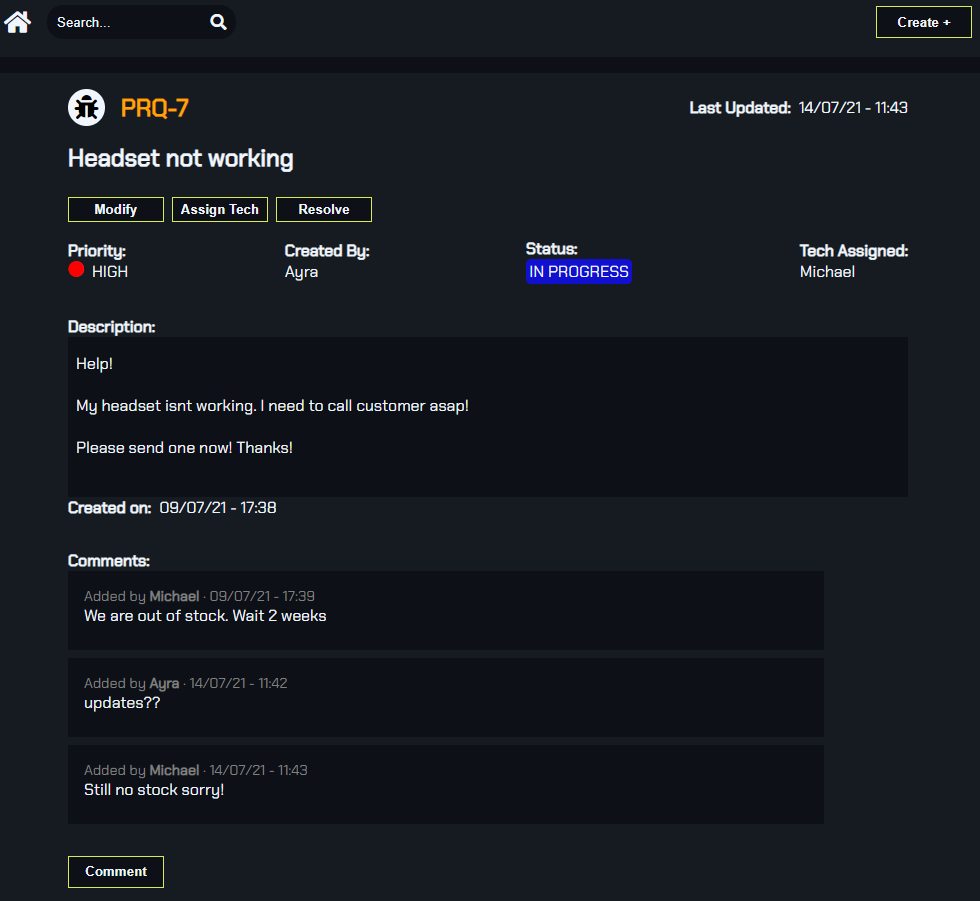 Search...
Create +
PRQ-7
Last Updated: 14/07/21 - 11:43
Headset not working
Modify
Assign Tech
Resolve
Priority:
HIGH
Created By:
Ayra
Status:
IN PROGRESS
Tech Assigned:
Michael
Description:
Help!
My headset isnt working. I need to call customer asap!
Please send one now! Thanks!
Created on: 09/07/21 - 17:38
Comments:
Added by Michael · 09/07/21 - 17:39
We are out of stock. Wait 2 weeks
Added by Ayra · 14/07/21 - 11:42
updates??
Added by Michael · 14/07/21 - 11:43
Still no stock sorry!
Comment